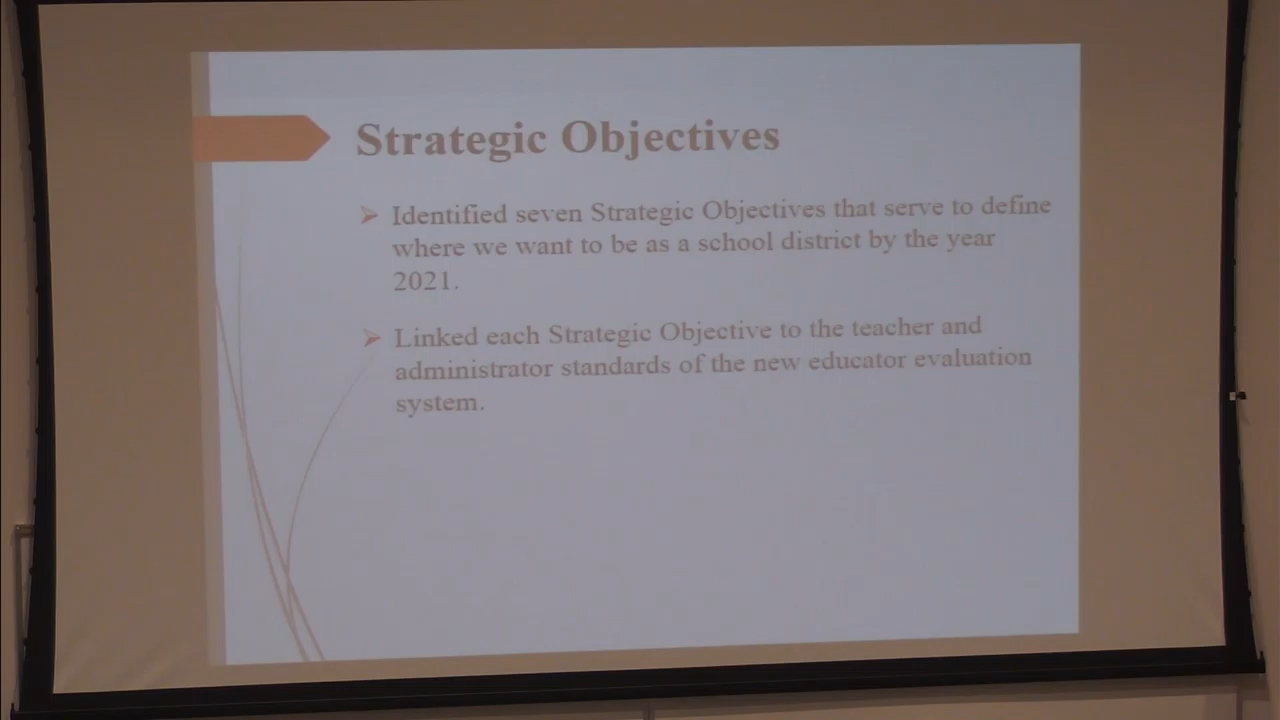 Strategic Objectives
Identified seven Strategic Objectives that serve to define
where we want to be as a school district by the year
2021.
Linked each Strategic Objective to the teacher and
administrator standards of the new educator evaluation
system.